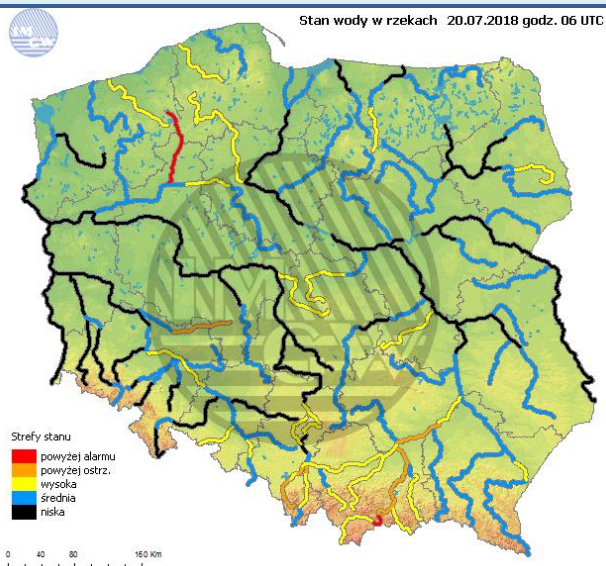 Stan wody w rzekach 20.07.2018 godz. 06 UTC
IMGW
Strefy stanu
powyżej alarmu
powyżej ostrz.
wysoka
średnia
niska
0 40 80 160 Km